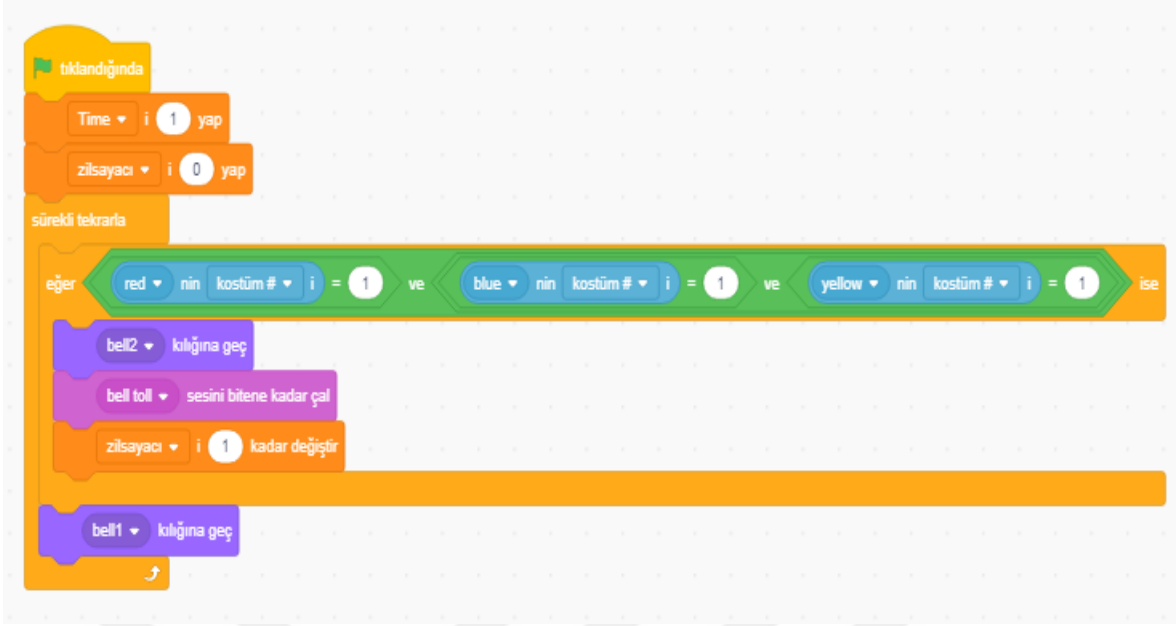 tıklandığında
Time i 1 yap
zilsayacı i 0 yap
sürekli tekrarla
eğer red nin kostüm # i = 1 ve blue nin kostüm # i = 1 ve yellow nin kostüm # i = 1 ise
bell2 kılığına geç
bell toll sesini bitene kadar çal
zilsayacı i 1 kadar değiştir
bell1 kılığına geç